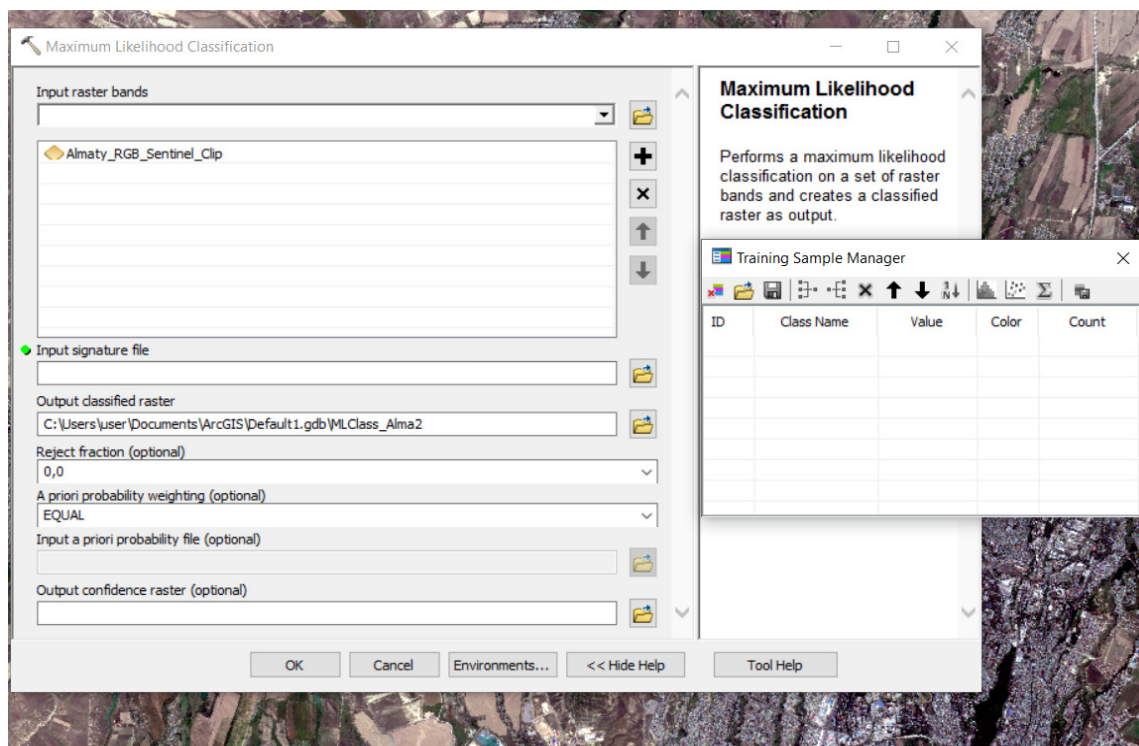 Maximum Likelihood Classification
Input raster bands
Almaty_RGB_Sentinel_Clip
Input signature file
Output classified raster
C:\Users\user\Documents\ArcGIS\Default1.gdb\MLClass_Alma2
Reject fraction (optional)
0,0
A priori probability weighting (optional)
EQUAL
Input a priori probability file (optional)
Output confidence raster (optional)
OK
Cancel
Environments...
<< Hide Help
Tool Help
Maximum Likelihood
Classification
Performs a maximum likelihood
classification on a set of raster
bands and creates a classified
raster as output.
Training Sample Manager
ID
Class Name
Value
Color
Count